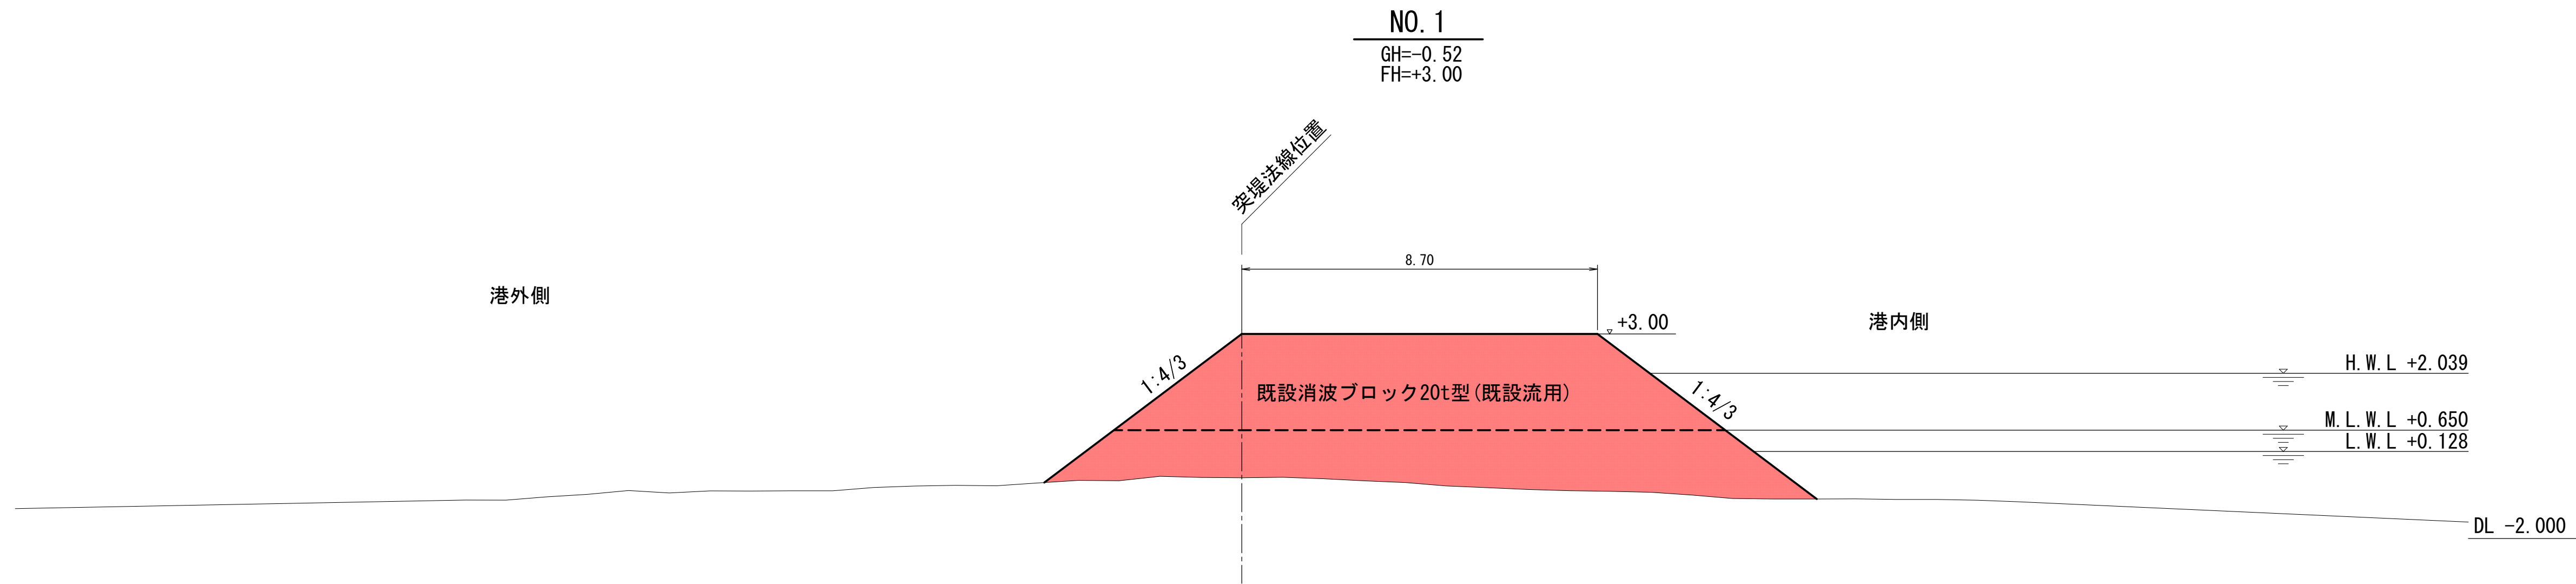 NO.1
GH=-0.52
FH=+3.00
突堤法線位置
8.70
港外側
+3.00
港内側
1:4/3
H.W.L +2.039
既設消波ブロック20t型(既設流用)
1:4/3
M.L.W.L +0.650
L.W.L +0.128
DL -2.000